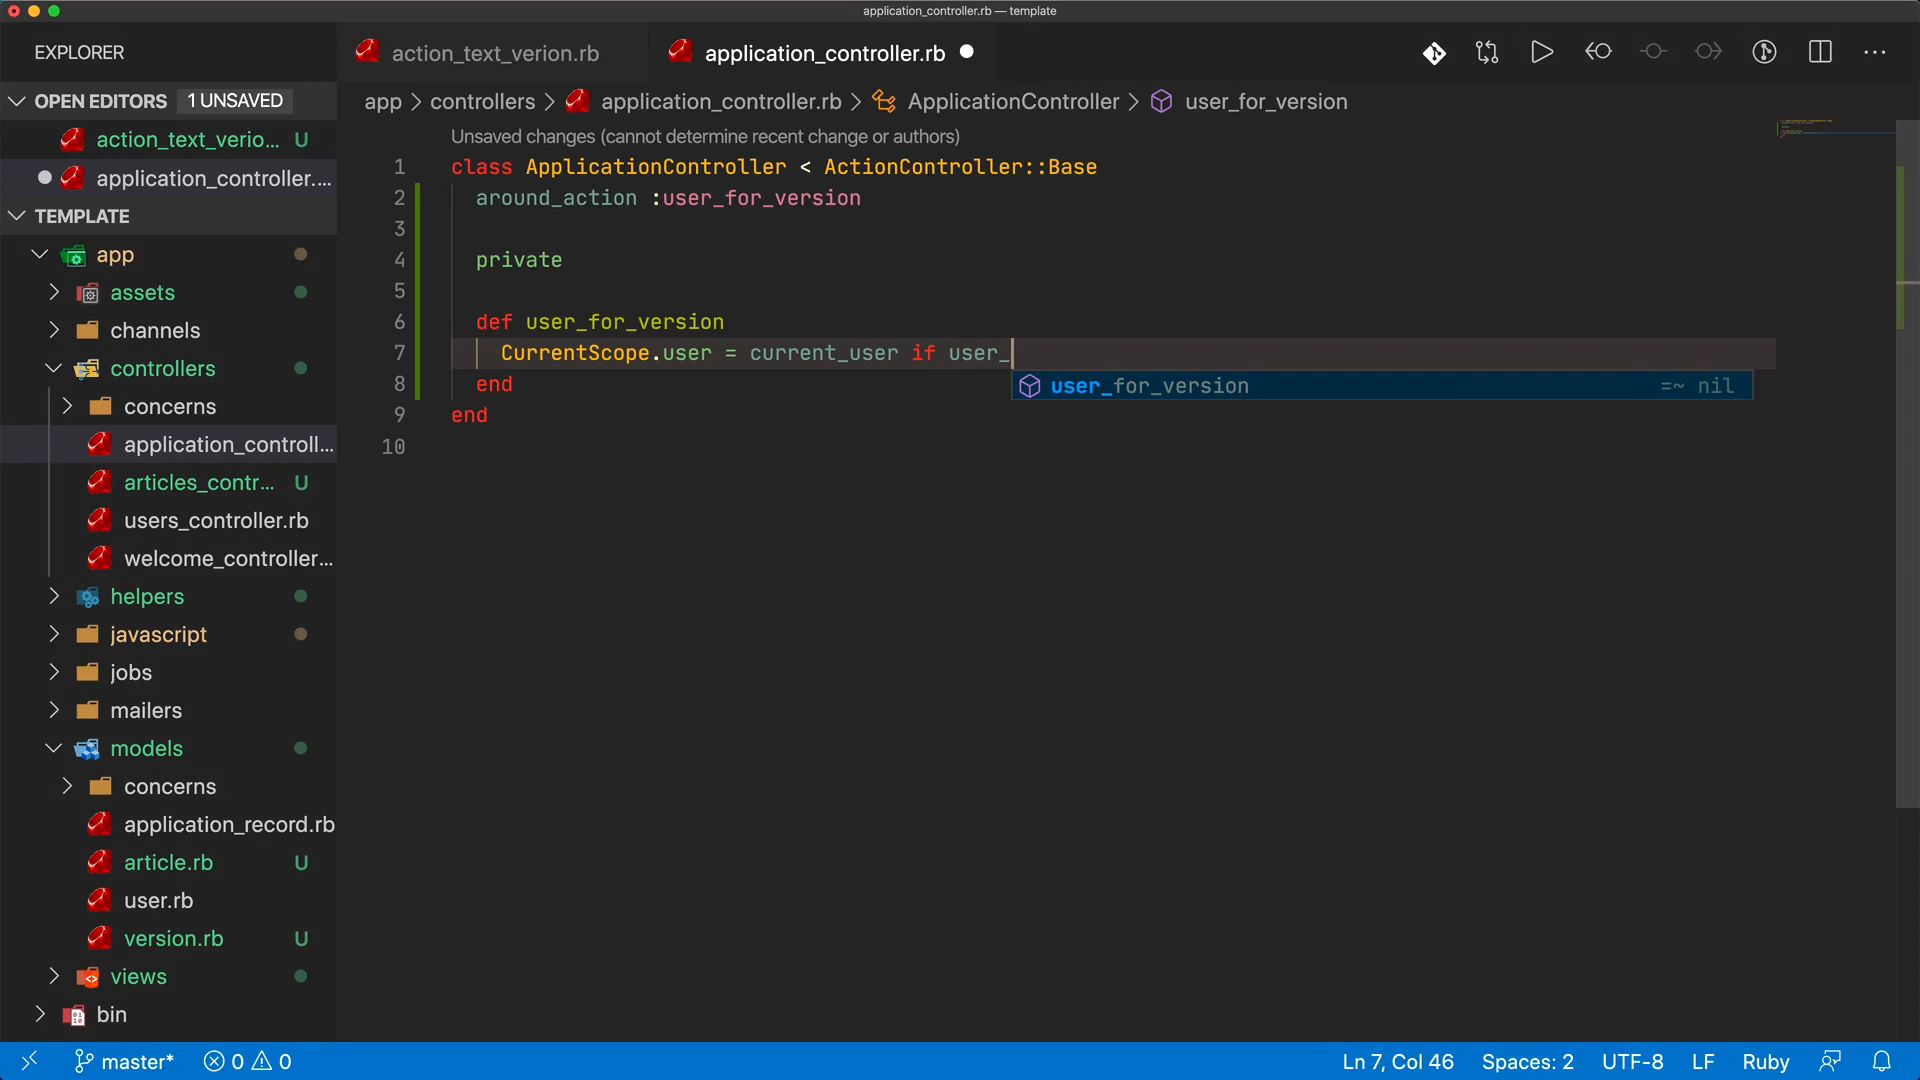 application_controller.rb — template
EXPLORER
OPEN EDITORS 1 UNSAVED
action_text_verio... U
application_controller....
TEMPLATE
app
assets
channels
controllers
concerns
application_controll...
articles_contr... U
users_controller.rb
welcome_controller...
helpers
javascript
jobs
mailers
models
concerns
application_record.rb
article.rb U
user.rb
version.rb U
views
bin
action_text_verion.rb application_controller.rb
app > controllers > application_controller.rb > ApplicationController > user_for_version
Unsaved changes (cannot determine recent change or authors)
1 class ApplicationController < ActionController::Base
2 around_action :user_for_version
3
4 private
5
6 def user_for_version
7 CurrentScope.user = current_user if user_
user_for_version =~ nil
8 end
9 end
10
master* 0 0 Ln 7, Col 46 Spaces: 2 UTF-8 LF Ruby